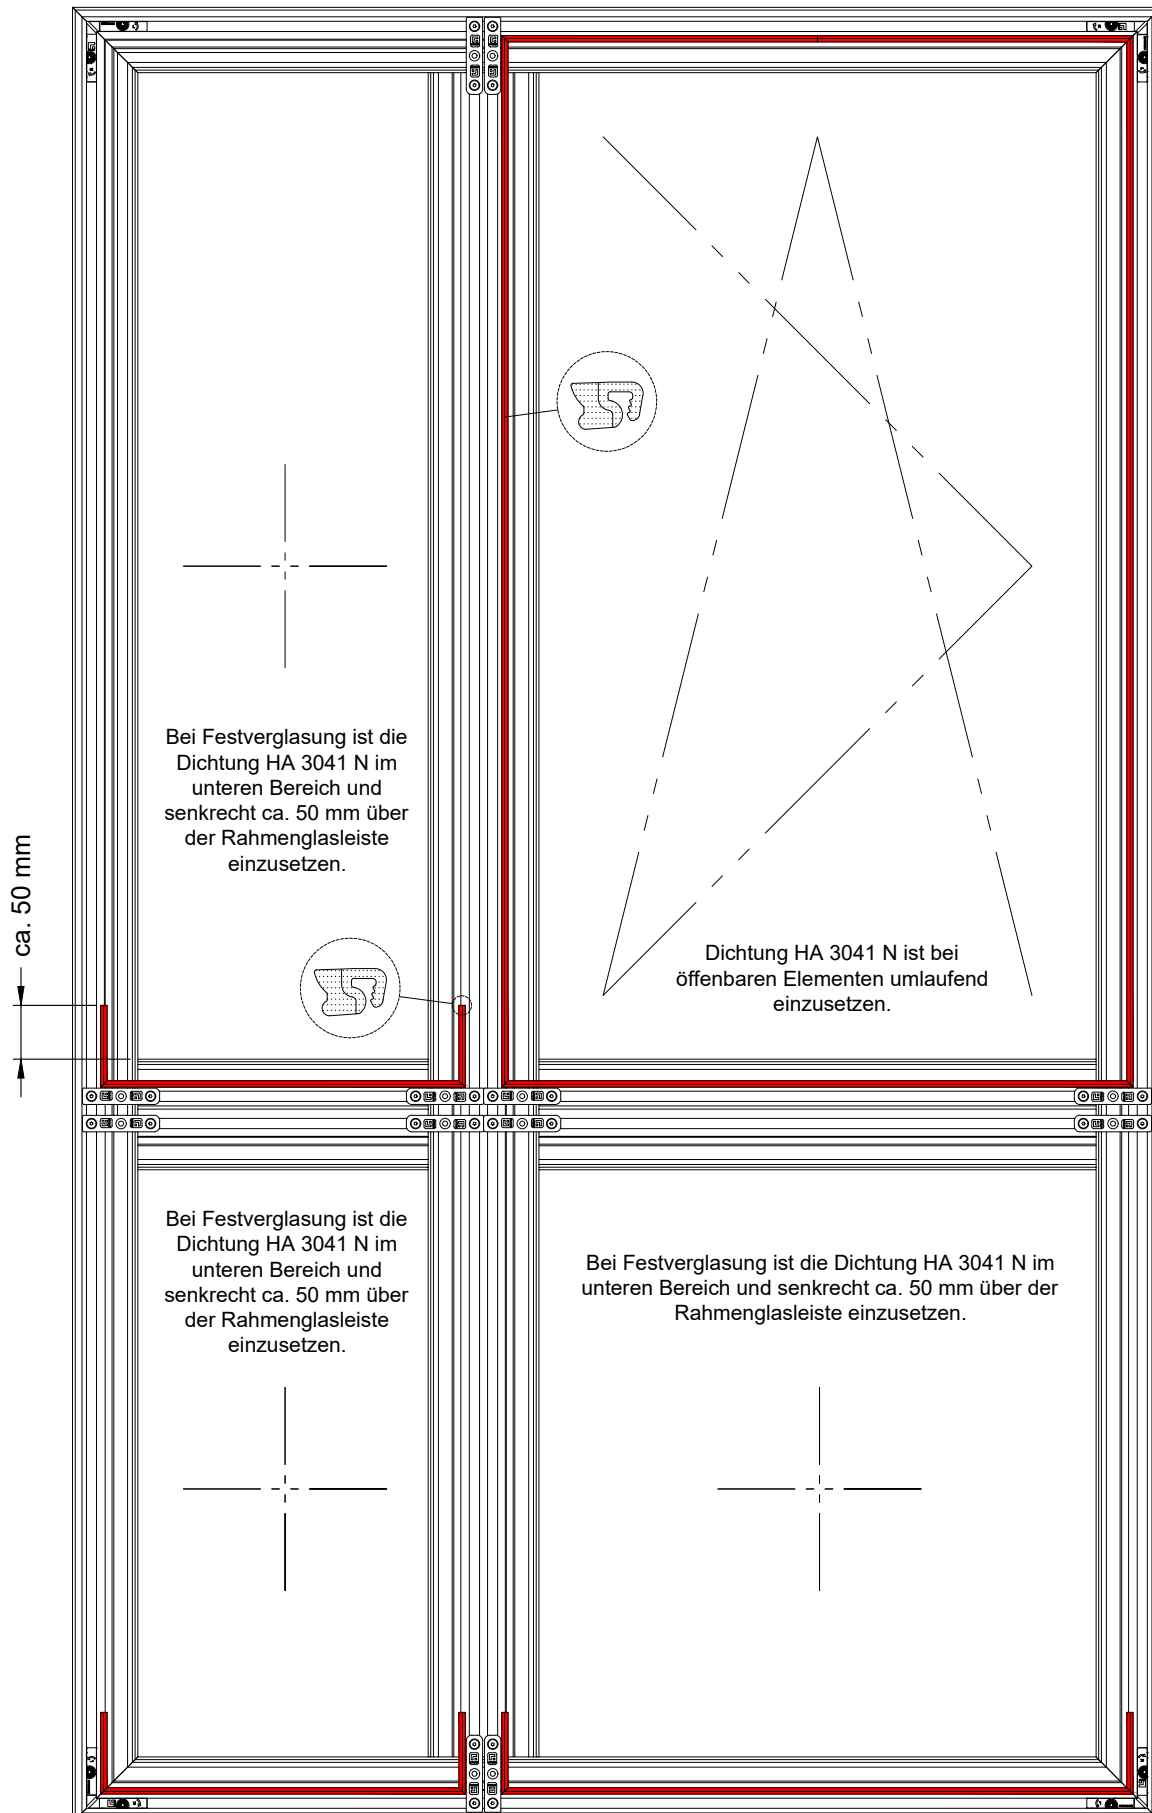 Bei Festverglasung ist die
Dichtung HA 3041 N im
unteren Bereich und
senkrecht ca. 50 mm über
der Rahmenglasleiste
einzusetzen.
ca. 50 mm
Dichtung HA 3041 N ist bei
öffenbaren Elementen umlaufend
einzusetzen.
Bei Festverglasung ist die
Dichtung HA 3041 N im
unteren Bereich und
senkrecht ca. 50 mm über
der Rahmenglasleiste
einzusetzen.
Bei Festverglasung ist die Dichtung HA 3041 N im
unteren Bereich und senkrecht ca. 50 mm über der
Rahmenglasleiste einzusetzen.